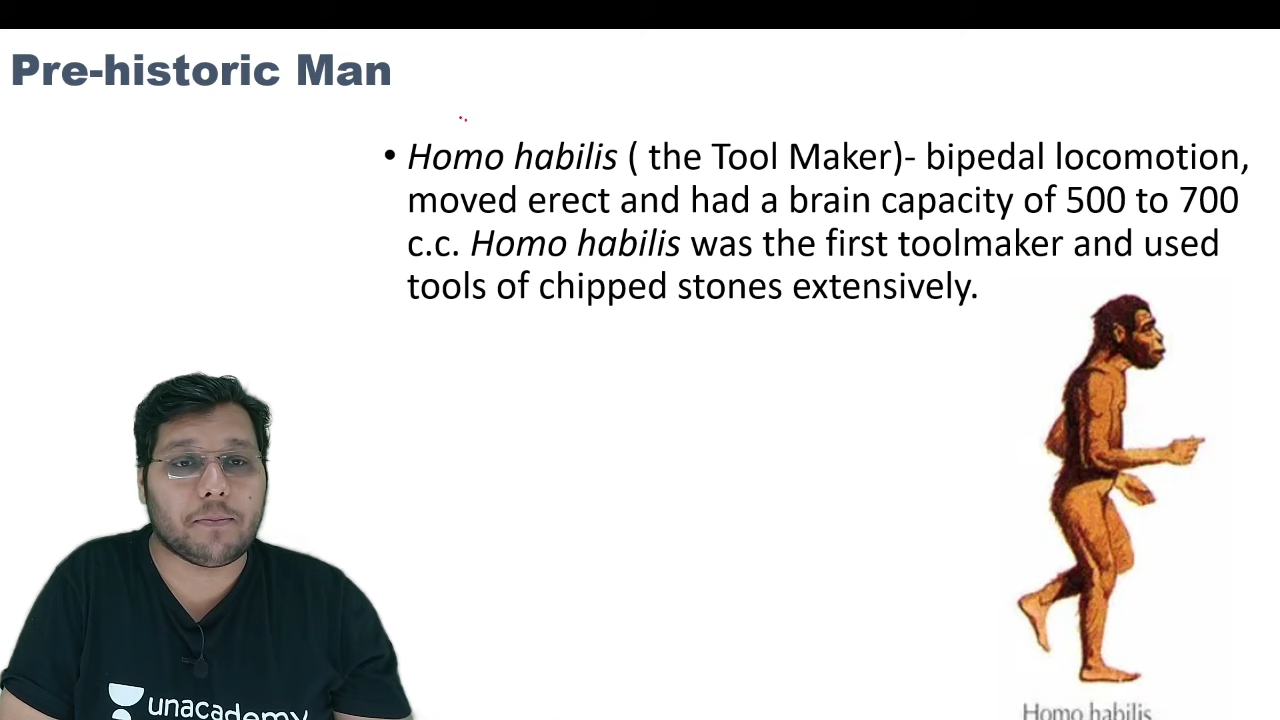 Pre-historic Man
• Homo habilis ( the Tool Maker)- bipedal locomotion,
moved erect and had a brain capacity of 500 to 700
c.c. Homo habilis was the first toolmaker and used
tools of chipped stones extensively.
Homo habilis
unacademy